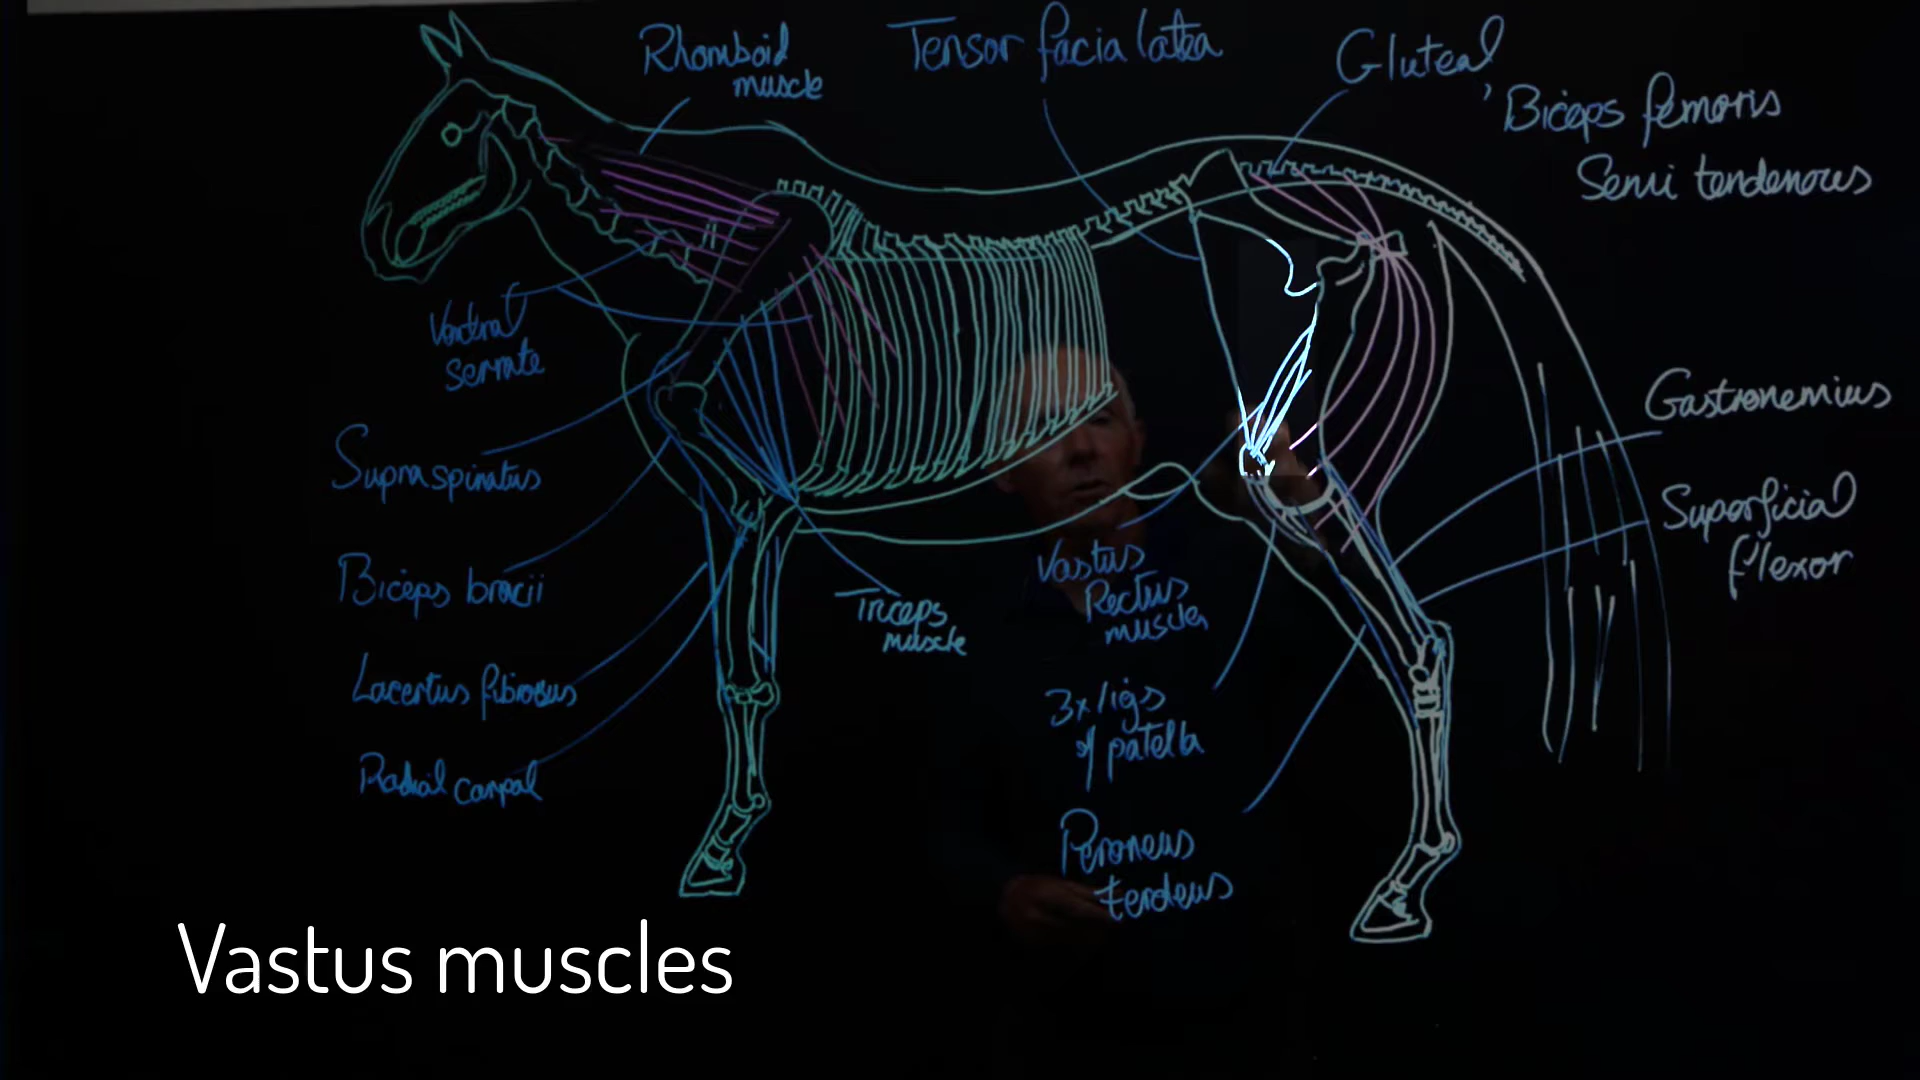 Rhomboid
muscle
Tensor facia latea
Gluteal
'Biceps femoris
Semi tendenous
Ventral
serrate
Supraspinatus
Biceps bracii
Lacertus fibrosus
Radial carpal
Triceps
muscle
Vastus
Rectus
muscles
3x ligs
of patella
Peroneus
terdeus
Gastronemius
Superficial
flexor
Vastus muscles